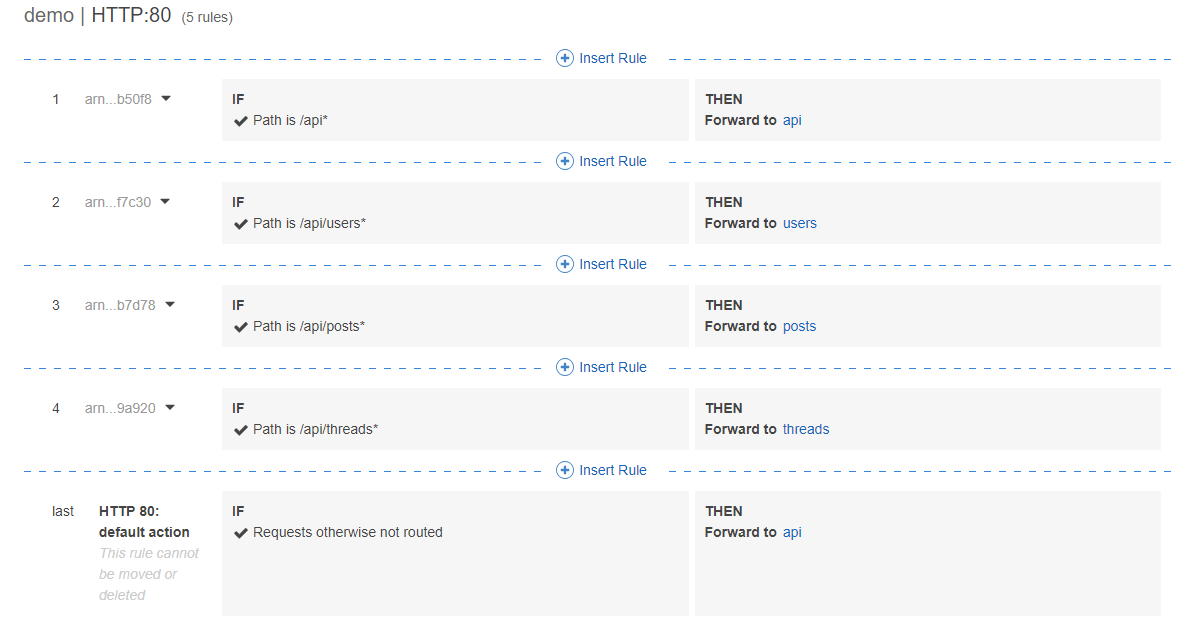 demo | HTTP:80 (5 rules)
Insert Rule
1 arn...b50f8 IF THEN
Path is /api* Forward to api
Insert Rule
2 arn...f7c30 IF THEN
Path is /api/users* Forward to users
Insert Rule
3 arn...b7d78 IF THEN
Path is /api/posts* Forward to posts
Insert Rule
4 arn...9a920 IF THEN
Path is /api/threads* Forward to threads
Insert Rule
last HTTP 80: IF THEN
default action Requests otherwise not routed Forward to api
This rule cannot
be moved or
deleted